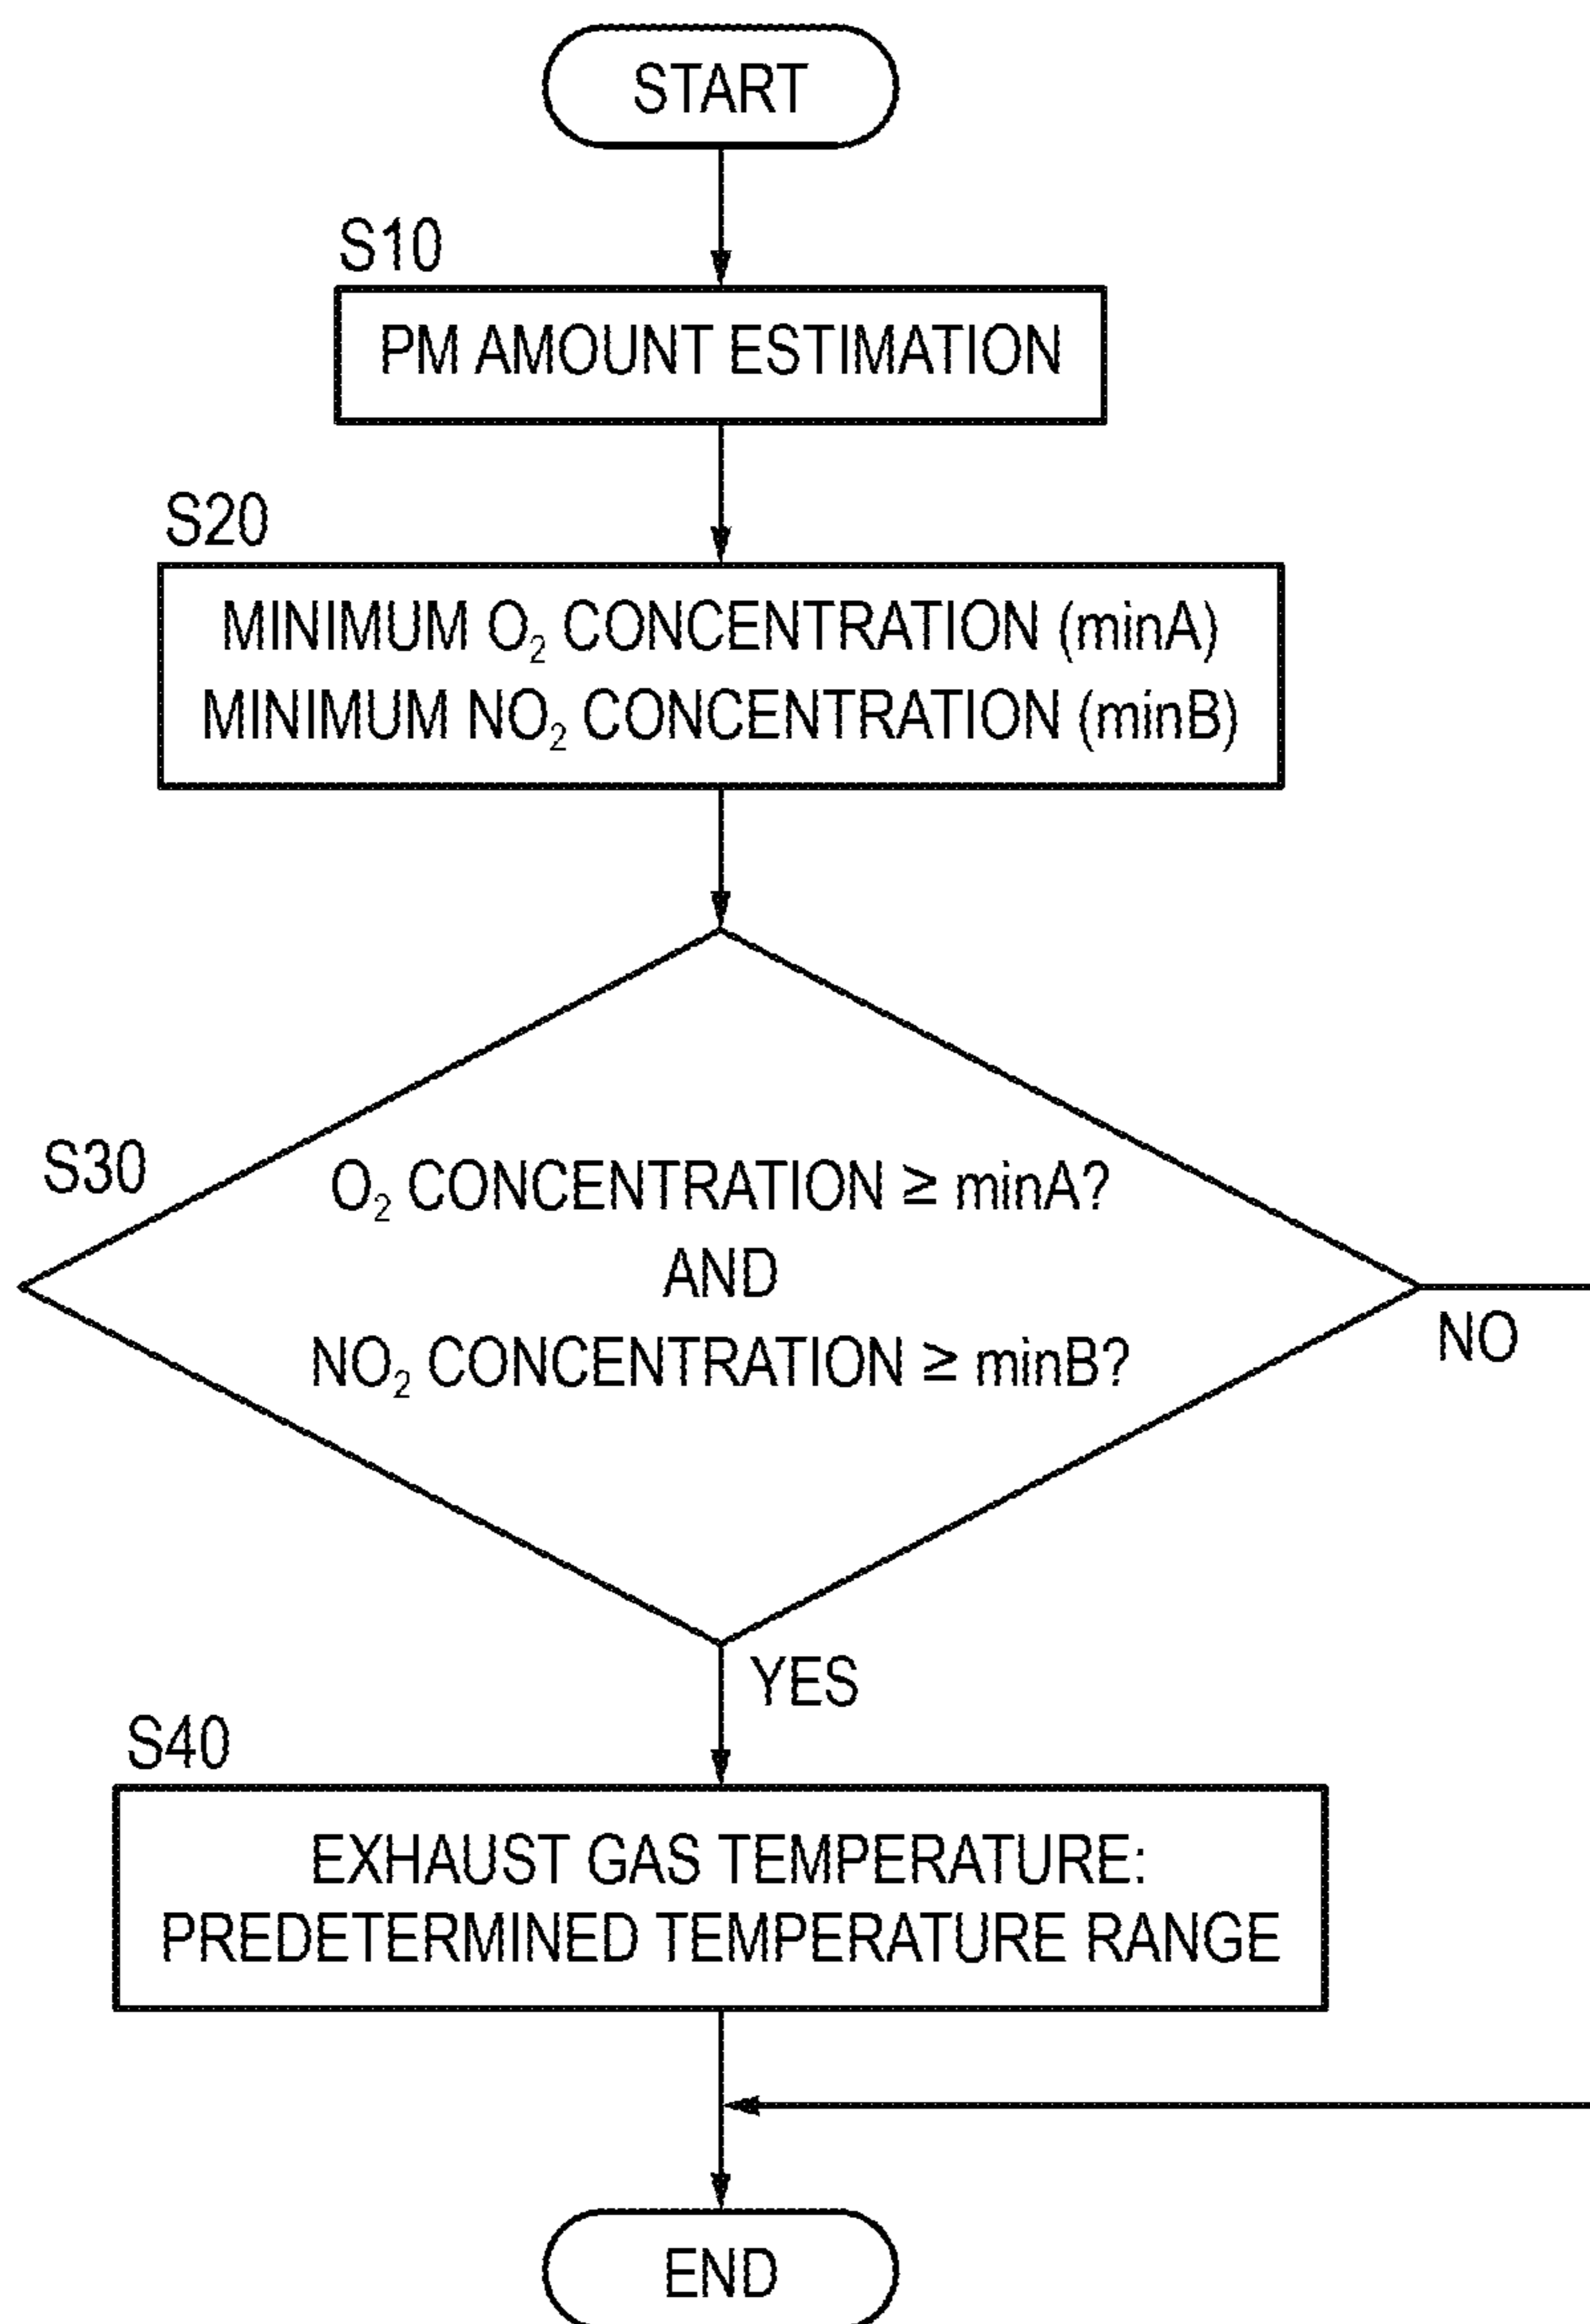 START
S10
PM AMOUNT ESTIMATION
S20
MINIMUM O₂ CONCENTRATION (minA)
MINIMUM NO₂ CONCENTRATION (minB)
S30
O₂ CONCENTRATION ≥ minA?
AND
NO₂ CONCENTRATION ≥ minB?
NO
YES
S40
EXHAUST GAS TEMPERATURE:
PREDETERMINED TEMPERATURE RANGE
END